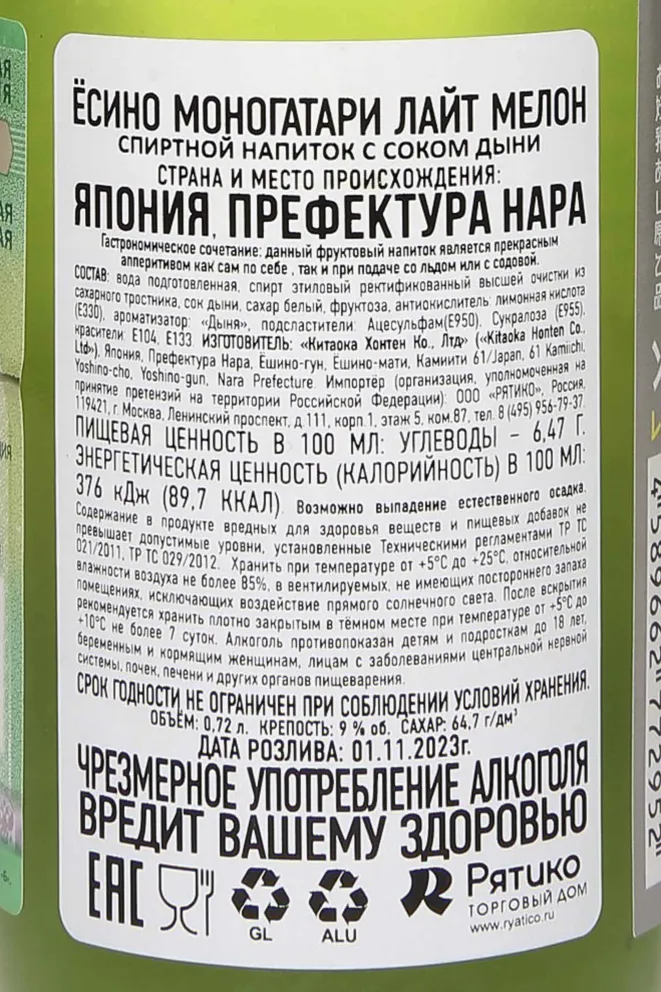 ЁСИНО МОНОГАТАРИ ЛАЙТ МЕЛОН
СПИРТНОЙ НАПИТОК С СОКОМ ДЫНИ
СТРАНА И МЕСТО ПРОИСХОЖДЕНИЯ:
ЯПОНИЯ, ПРЕФЕКТУРА НАРА
Гастрономическое сочетание: данный фруктовый напиток является прекрасным
аперитивом как сам по себе , так и при подаче со льдом или с содовой.
СОСТАВ: вода подготовленная, спирт этиловый ректификованный высшей очистки из
сахарного тростника, сок дыни, сахар белый, фруктоза, антиокислитель: лимонная кислота
(Е330), ароматизатор: «Дыня», подсластители: Ацесульфам(Е950), Сукралоза (Е955),
красители Е104, Е133. ИЗГОТОВИТЕЛЬ: «Китаока Хонтен Ко., Лтд» («Kitaoka Honten Co.,
Ltd»), Япония, Префектура Нара, Ёшино-гун, Ёшино-мати, Камиити 61/Japan, 61 Kamiichi,
Yoshino-cho, Yoshino-gun, Nara Prefecture. Импортёр (организация, уполномоченная на
принятие претензий на территории Российской Федерации): ООО «РЯТИКО», Россия,
119421, г. Москва, Ленинский проспект, д.111, корп.1, этаж 5, ком.87, тел. 8 (495) 956-79-37.
ПИЩЕВАЯ ЦЕННОСТЬ В 100 МЛ: УГЛЕВОДЫ – 6,47 Г.
ЭНЕРГЕТИЧЕСКАЯ ЦЕННОСТЬ (КАЛОРИЙНОСТЬ) В 100 МЛ:
376 кДж (89,7 ККАЛ). Возможно выпадение естественного осадка.
Содержание в продукте вредных для здоровья веществ и пищевых добавок не
превышает допустимые уровни, установленные Техническими регламентами ТР ТС
021/2011, ТР ТС 029/2012. Хранить при температуре от +5°С до +25°С, относительной
влажности воздуха не более 85%, в вентилируемых, не имеющих постороннего запаха
помещениях, исключающих воздействие прямого солнечного света. После вскрытия
рекомендуется хранить плотно закрытым в тёмном месте при температуре от +5°С до
+10°С не более 7 суток. Алкоголь противопоказан детям и подросткам до 18 лет,
беременным и кормящим женщинам, лицам с заболеваниями центральной нервной
системы, почек, печени и других органов пищеварения.
СРОК ГОДНОСТИ НЕ ОГРАНИЧЕН ПРИ СОБЛЮДЕНИИ УСЛОВИЙ ХРАНЕНИЯ.
ОБЪЁМ: 0,72 л. КРЕПОСТЬ: 9 % об. САХАР: 64,7 г/дм³
ДАТА РОЗЛИВА: 01.11.2023г.
ЧРЕЗМЕРНОЕ УПОТРЕБЛЕНИЕ АЛКОГОЛЯ
ВРЕДИТ ВАШЕМУ ЗДОРОВЬЮ
EAC
GL
ALU
РЯТИКО
ТОРГОВЫЙ ДОМ
www.ryatico.ru
4 589662 772952